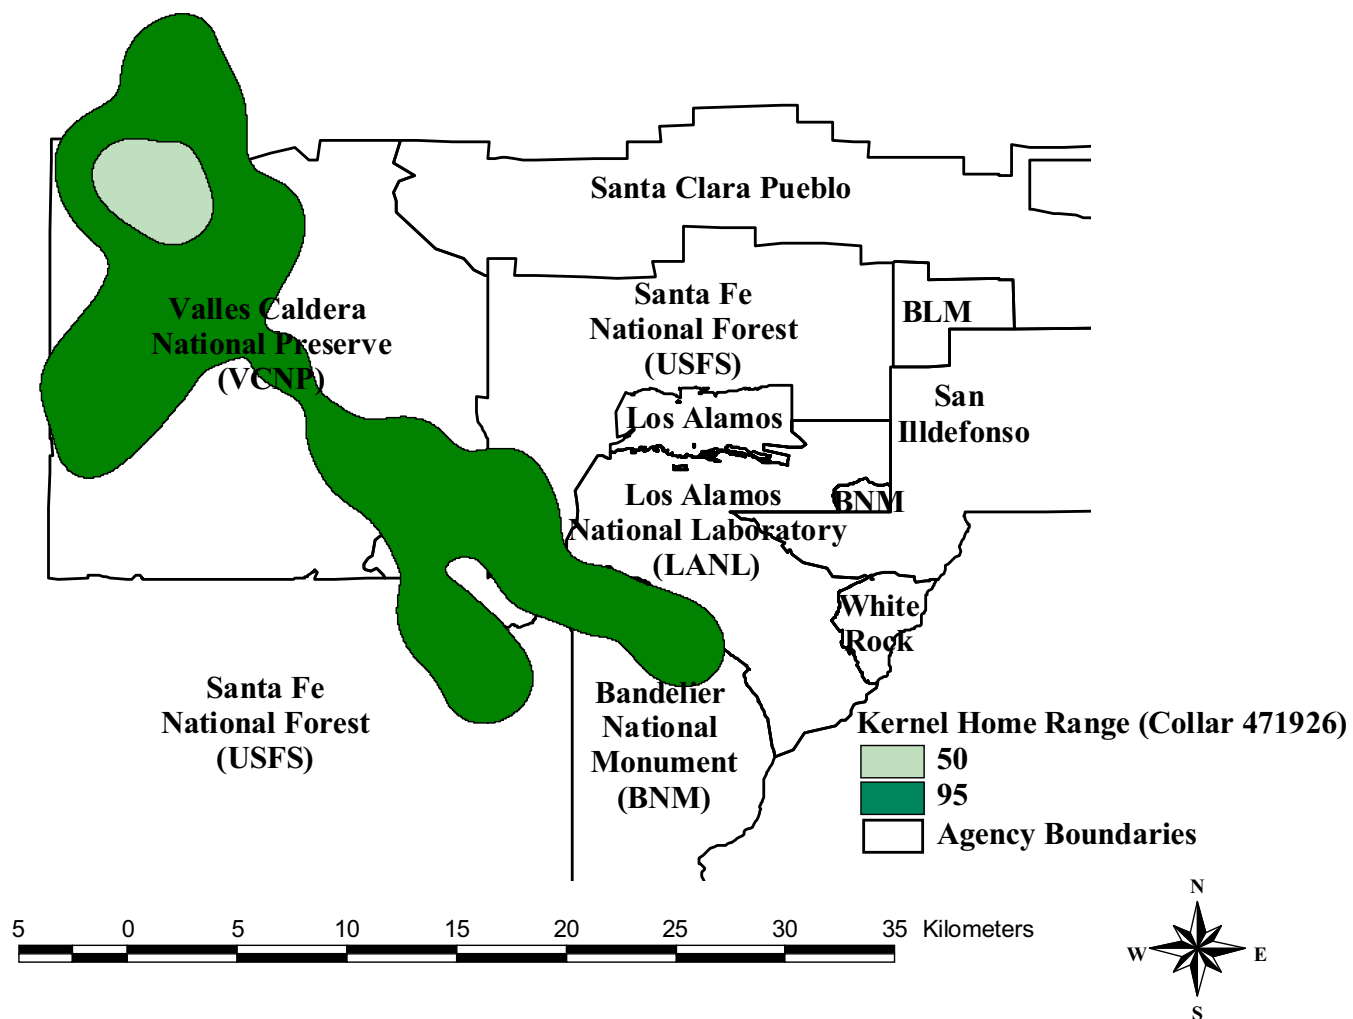 Santa Clara Pueblo
Valles Caldera
National Preserve
(VCNP)
Santa Fe
National Forest
(USFS)
BLM
Los Alamos
San
Illdefonso
Los Alamos
National Laboratory
(LANL)
BNM
White
Rock
Santa Fe
National Forest
(USFS)
Bandelier
National
Monument
(BNM)
Kernel Home Range (Collar 471926)
50
95
Agency Boundaries
5 0 5 10 15 20 25 30 35 Kilometers
N
W E
S